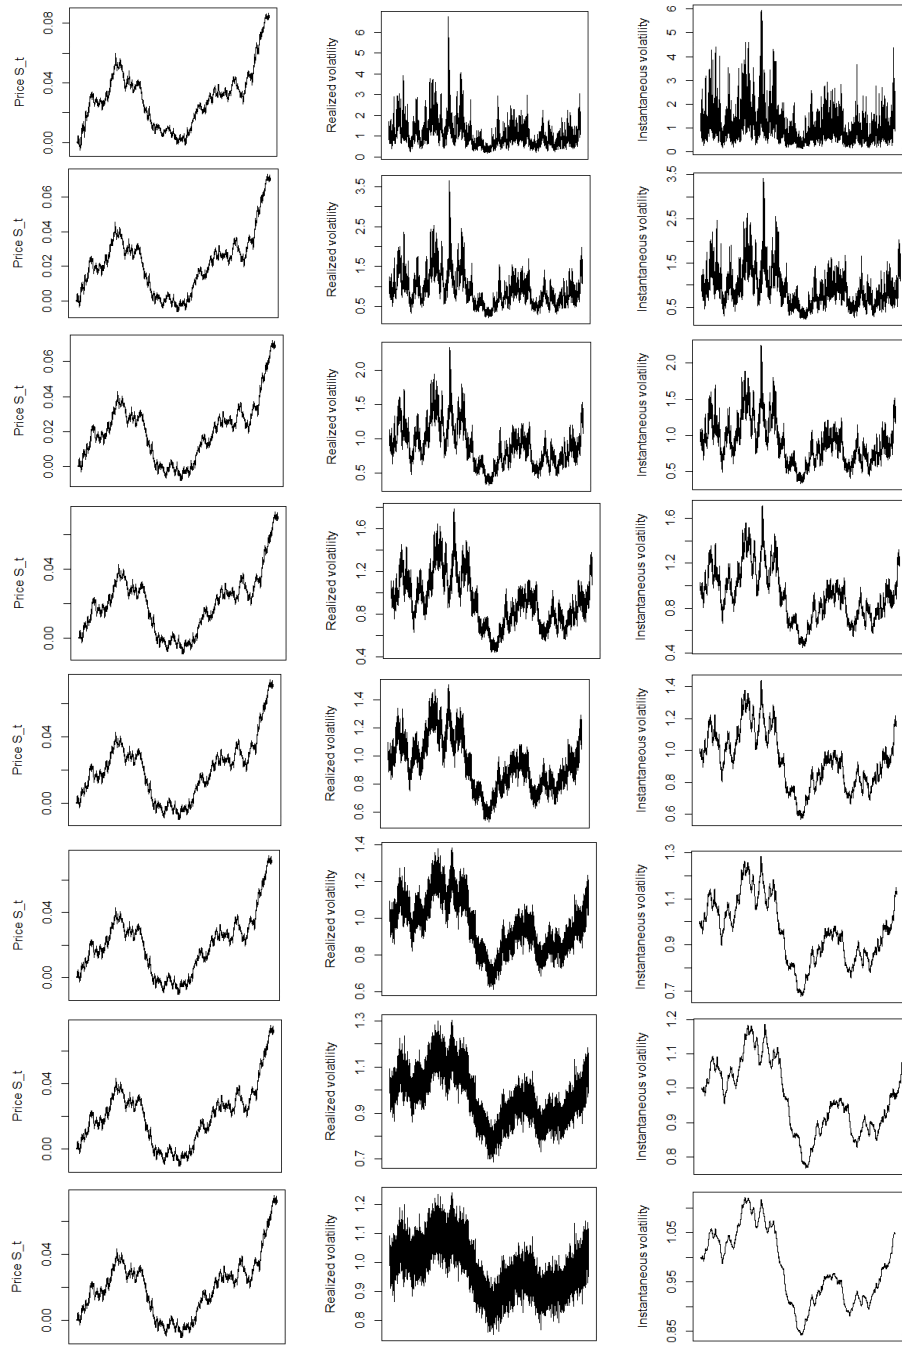 Price S_t
0.00 0.04 0.08
Realized volatility
0 1 2 3 4 5 6
Instantaneous volatility
0 1 2 3 4 5 6
Price S_t
0.00 0.02 0.04 0.06
Realized volatility
0.5 1.5 2.5 3.5
Instantaneous volatility
0.5 1.5 2.5 3.5
Price S_t
0.00 0.02 0.04 0.06
Realized volatility
0.5 1.0 1.5 2.0
Instantaneous volatility
0.5 1.0 1.5 2.0
Price S_t
0.00 0.04
Realized volatility
0.4 0.8 1.2 1.6
Instantaneous volatility
0.4 0.8 1.2 1.6
Price S_t
0.00 0.04
Realized volatility
0.6 0.8 1.0 1.2 1.4
Instantaneous volatility
0.6 0.8 1.0 1.2 1.4
Price S_t
0.00 0.04
Realized volatility
0.6 0.8 1.0 1.2 1.4
Instantaneous volatility
0.7 0.9 1.1 1.3
Price S_t
0.00 0.04
Realized volatility
0.7 0.9 1.1 1.3
Instantaneous volatility
0.8 0.9 1.0 1.1 1.2
Price S_t
0.00 0.04
Realized volatility
0.8 0.9 1.0 1.1 1.2
Instantaneous volatility
0.85 0.95 1.05